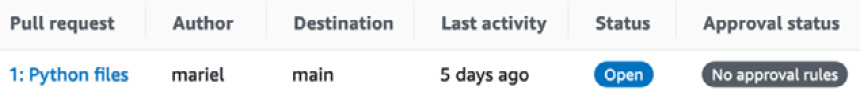 Pull request Author Destination Last activity Status Approval status
1: Python files mariel main 5 days ago Open No approval rules